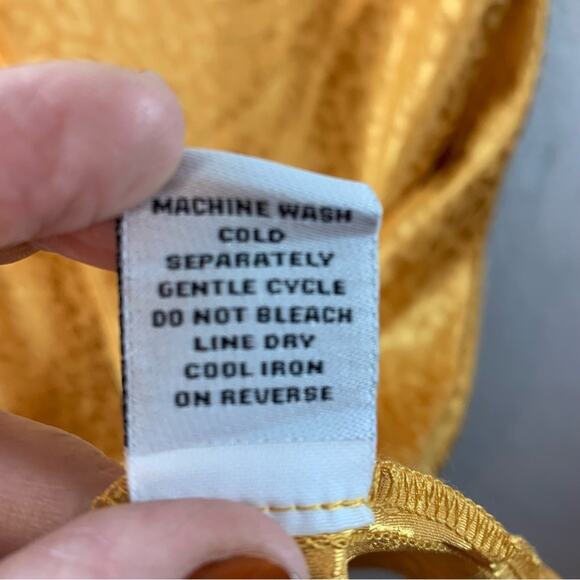 MACHINE WASH
COLD
SEPARATELY
GENTLE CYCLE
DO NOT BLEACH
LINE DRY
COOL IRON
ON REVERSE